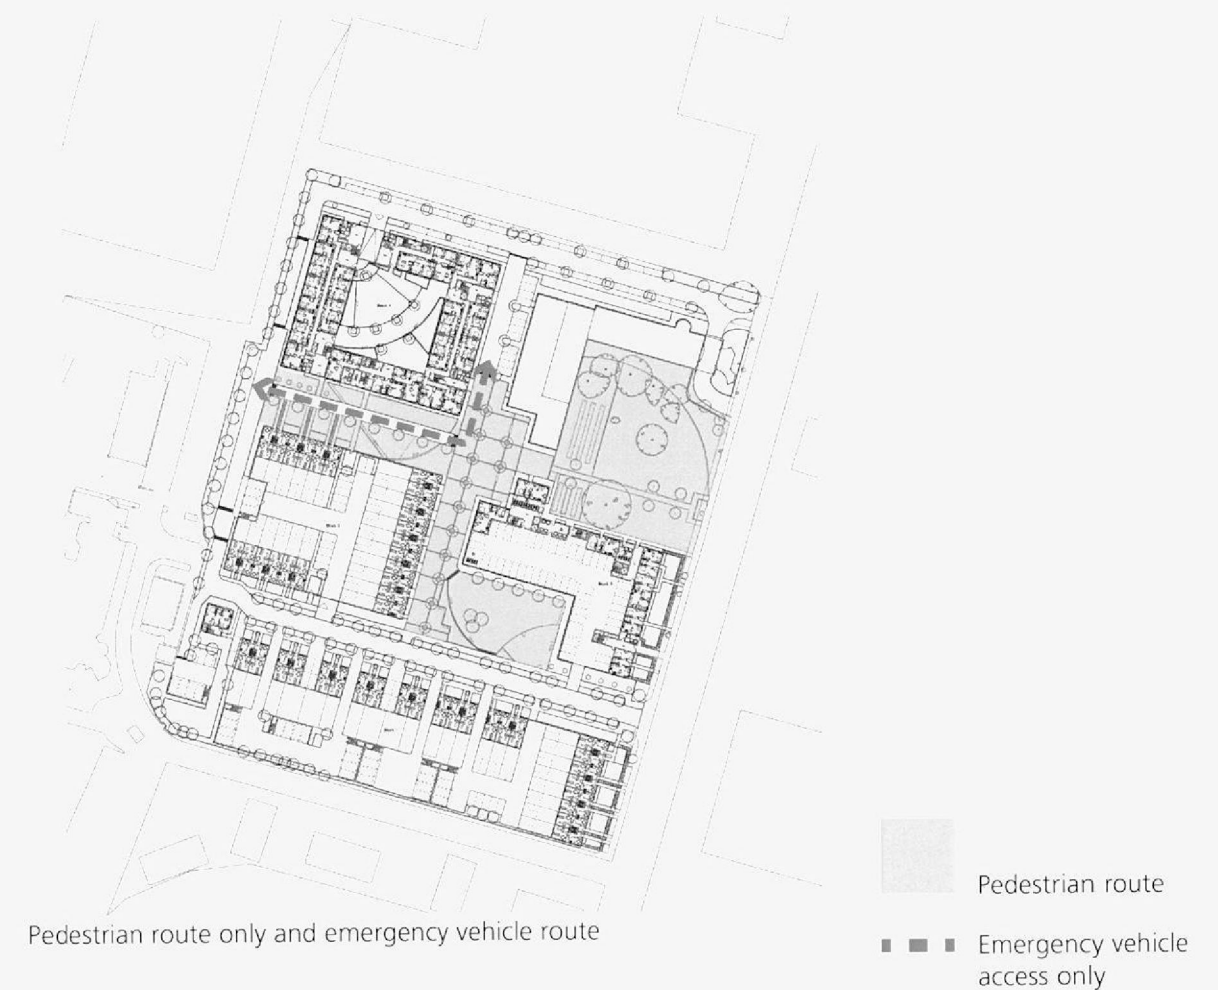 Pedestrian route only and emergency vehicle route
Pedestrian route
Emergency vehicle
access only